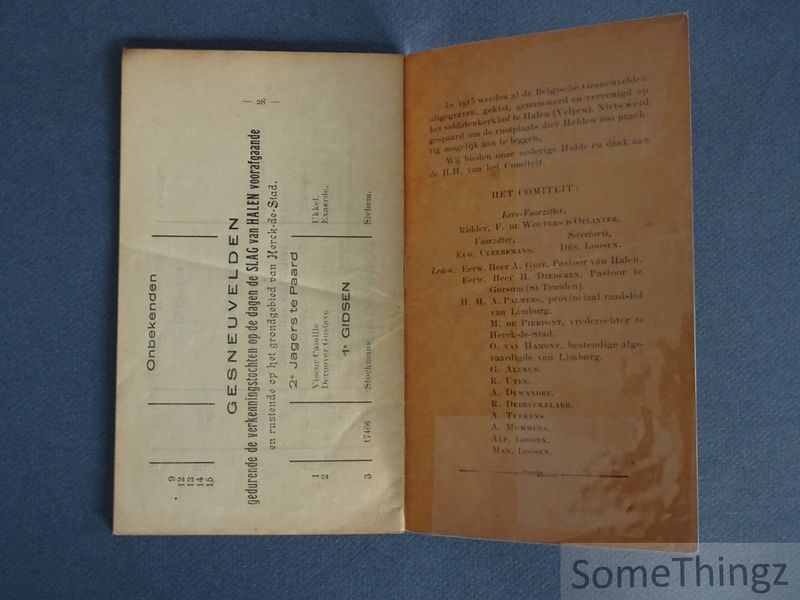 — 28 —
Onbekenden
9
12
13
14
15
GESNEUVELDEN
gedurende de verkenningstochten op de dagen de SLAG van HALEN voorafgaande
en rustende op het grondgebied van Herck-de-Stad.
2e Jagers te Paard
1 Viseur Camille Ukkel.
2 Deroover Gustave Exaerde.
1e GIDSEN
3 17466 Stockmans Sichem.
In 1915 werden al de Belgische Gesneuvelden
uitgegraven, gekist, genummerd en vereenigd op
het soldatenkerkhof te Halen (Velpen). Niets werd
gespaard om de rustplaats dier Helden zoo prach-
tig mogelijk aan te leggen.
Wij bieden onze nederige Hulde en dank aan
de H.H. van het Comiteit.
HET COMITEIT:
Eere-Voorzitter,
Ridder, F. DE WOUTERS D'OPLINTER,
Voorzitter, Secretaris,
EUG. CLEEREMANS. DÉS. LOOSEN.
Leden: Eerw. Heer A. GIOT, Pastoor van Halen.
Eerw. Heer H. DIEDEREN, Pastoor te
Gorsum (St-Truiden).
H. H. A. PALMERS, provinciaal raadslid
van Limburg.
M. DE PIERPONT, vrederechter te
Herck-de-Stad.
O. VAN HAMONT, bestendige afge-
vaardigde van Limburg.
G. ALENUS.
R. UTEN.
A. DEWANDRE.
R. DEBRUCKELAER.
A. TULKENS.
A. MOMMENS.
ALF. LOOSEN.
MAN. LOOSEN.
SomeThingz